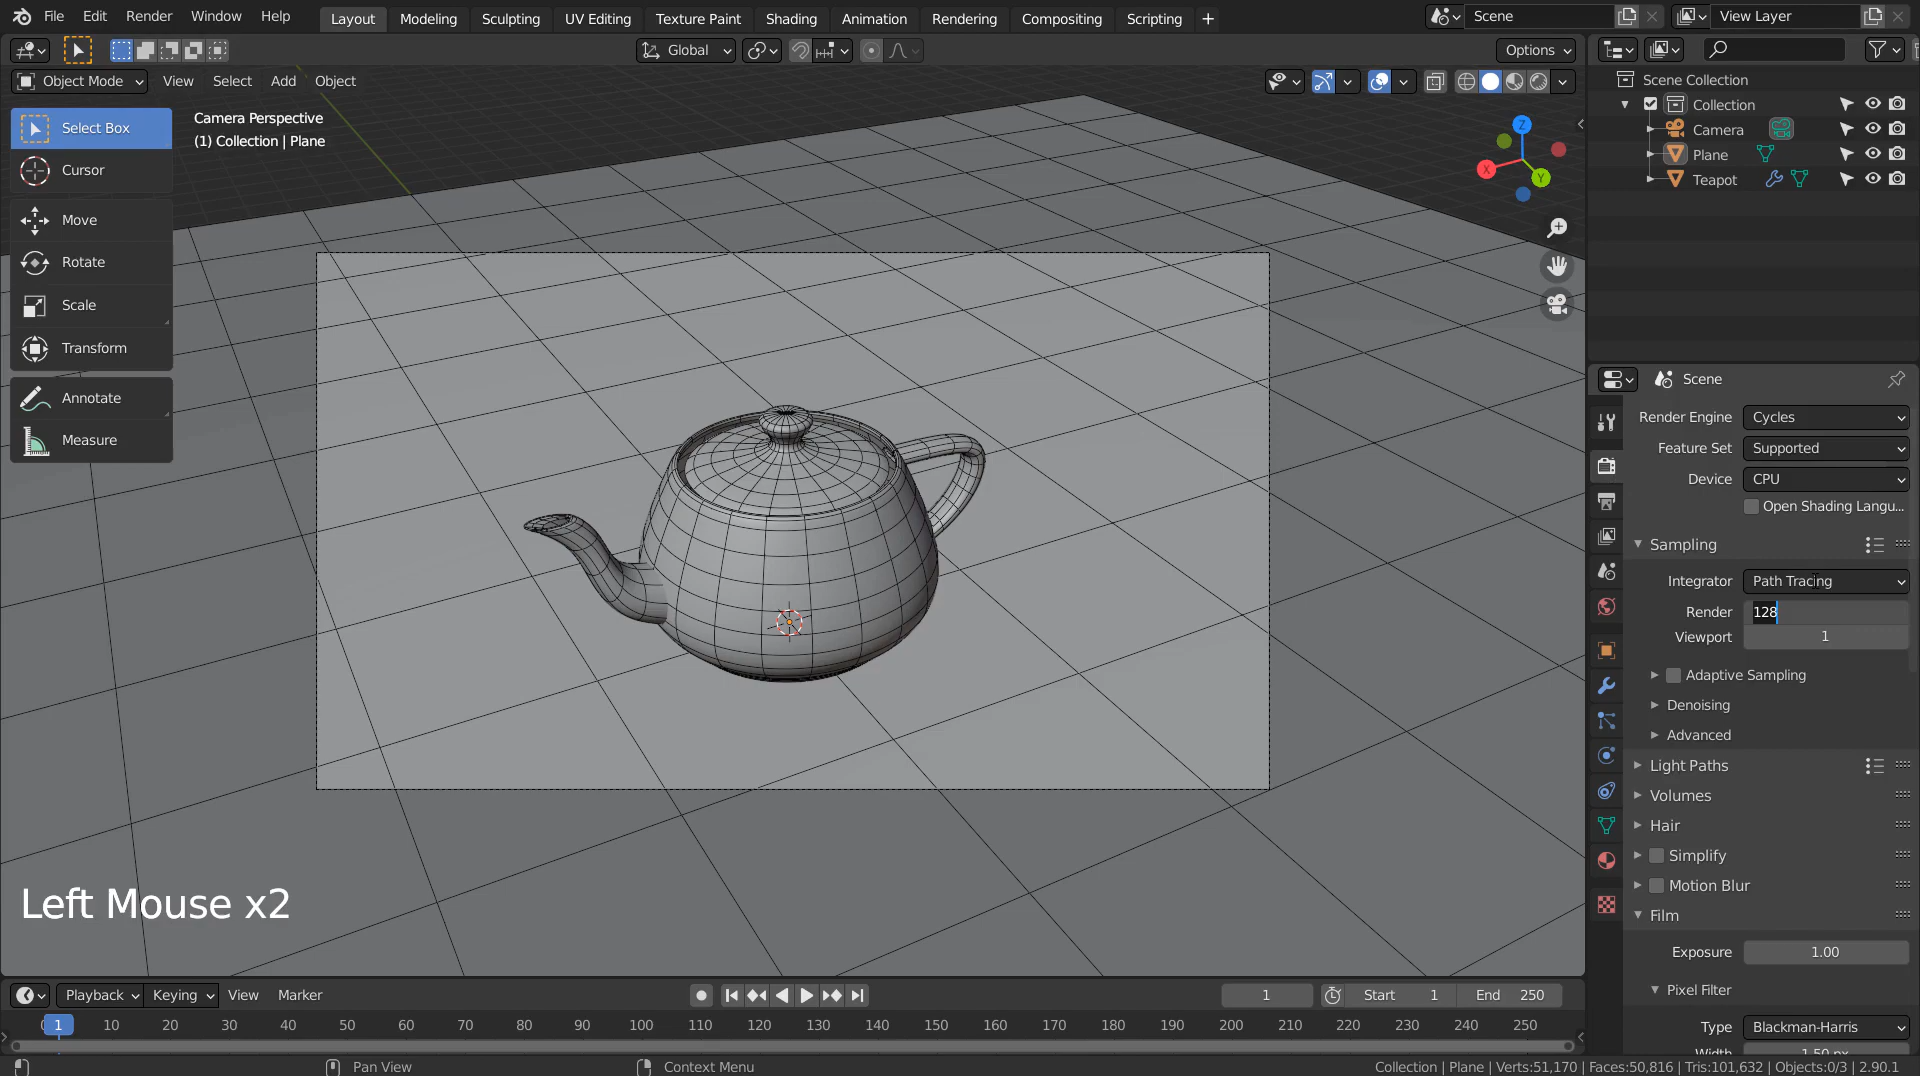 File Edit Render Window Help Layout Modeling Sculpting UV Editing Texture Paint Shading Animation Rendering Compositing Scripting + Scene View Layer
Global Options
Object Mode View Select Add Object
Select Box
Cursor
Move
Rotate
Scale
Transform
Annotate
Measure
Camera Perspective
(1) Collection | Plane
Z
X
Y
Left Mouse x2
Scene Collection
Collection
Camera
Plane
Teapot
Scene
Render Engine Cycles
Feature Set Supported
Device CPU
Open Shading Langu...
Sampling
Integrator Path Tracing
Render 128
Viewport 1
Adaptive Sampling
Denoising
Advanced
Light Paths
Volumes
Hair
Simplify
Motion Blur
Film
Exposure 1.00
Pixel Filter
Type Blackman-Harris
Width 1.50 px
Playback Keying View Marker 1 Start 1 End 250
1 10 20 30 40 50 60 70 80 90 100 110 120 130 140 150 160 170 180 190 200 210 220 230 240 250
Pan View Context Menu Collection | Plane | Verts:51,170 | Faces:50,816 | Tris:101,632 | Objects:0/3 | 2.90.1